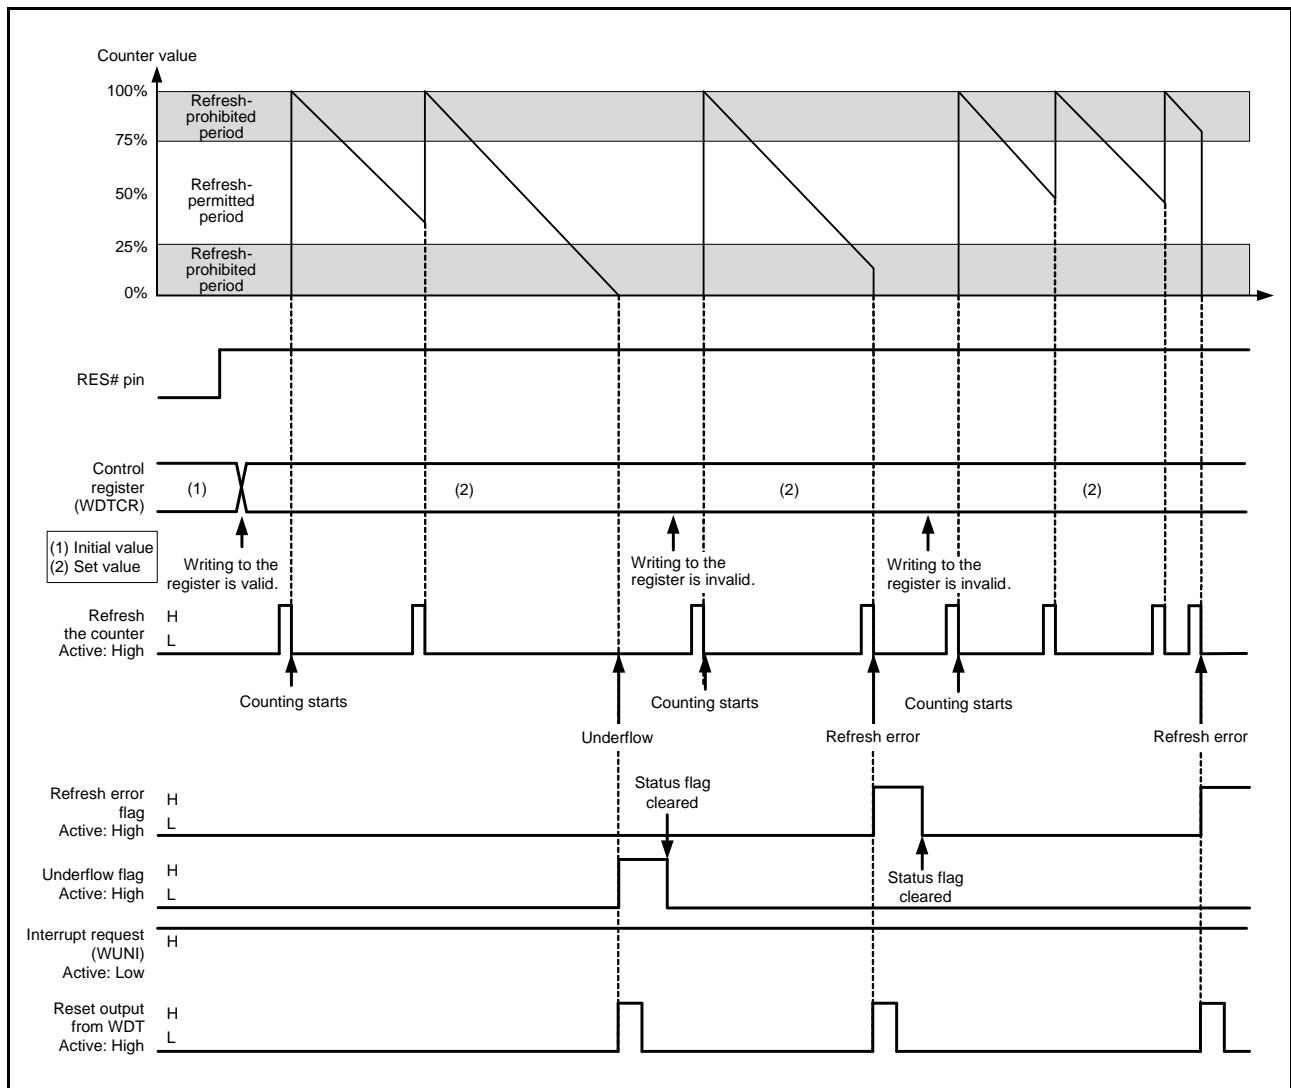 Counter value
100%
Refresh-
prohibited
period
75%
50%
Refresh-
permitted
period
25%
Refresh-
prohibited
period
0%
RES# pin
Control
register
(WDTCR)
(1)
(2)
(2)
(2)
(1) Initial value
(2) Set value
Writing to the
register is valid.
Writing to the
register is invalid.
Writing to the
register is invalid.
Refresh
the counter
Active: High
H
L
Counting starts
Counting starts
Counting starts
Underflow
Refresh error
Refresh error
Refresh error
flag
Active: High
H
L
Status flag
cleared
Underflow flag
Active: High
H
L
Status flag
cleared
Interrupt request
(WUNI)
Active: Low
H
Reset output
from WDT
Active: High
H
L